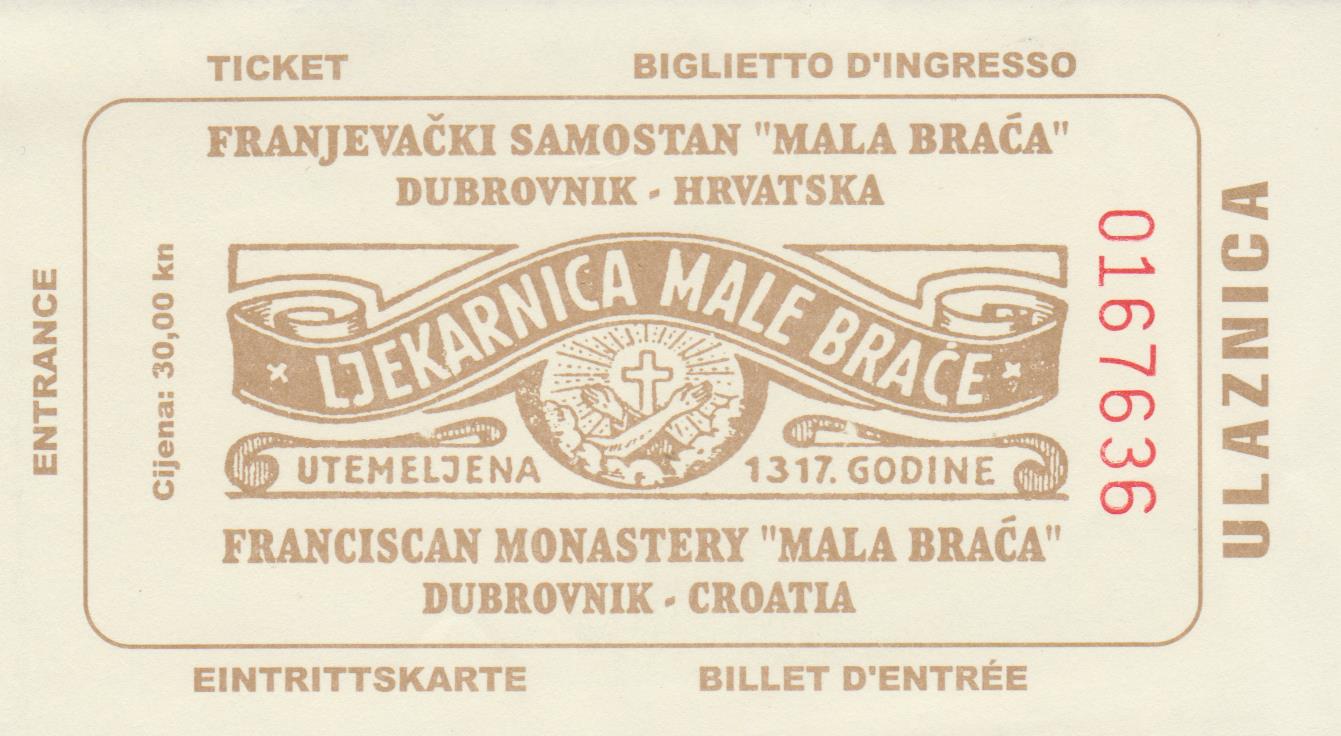 TICKET
BIGLIETTO D'INGRESSO
FRANJEVAČKI SAMOSTAN "MALA BRAĆA"
DUBROVNIK - HRVATSKA
ENTRANCE
Cijena: 30,00 kn
LJEKARNICA MALE BRAĆE
UTEMELJENA 1317. GODINE
0167636
ULAZNICA
FRANCISCAN MONASTERY "MALA BRAĆA"
DUBROVNIK - CROATIA
EINTRITTSKARTE
BILLET D'ENTRÉE